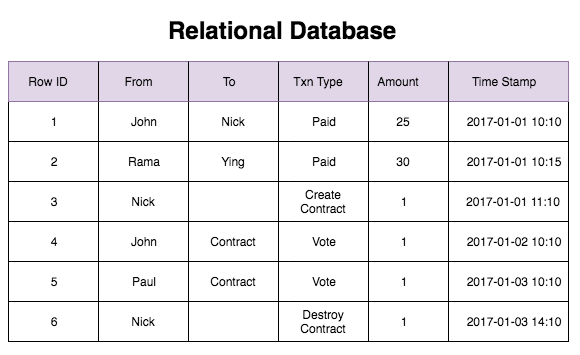 Relational Database
Row ID From To Txn Type Amount Time Stamp
1 John Nick Paid 25 2017-01-01 10:10
2 Rama Ying Paid 30 2017-01-01 10:15
3 Nick Create Contract 1 2017-01-01 11:10
4 John Contract Vote 1 2017-01-02 10:10
5 Paul Contract Vote 1 2017-01-03 10:10
6 Nick Destroy Contract 1 2017-01-03 14:10